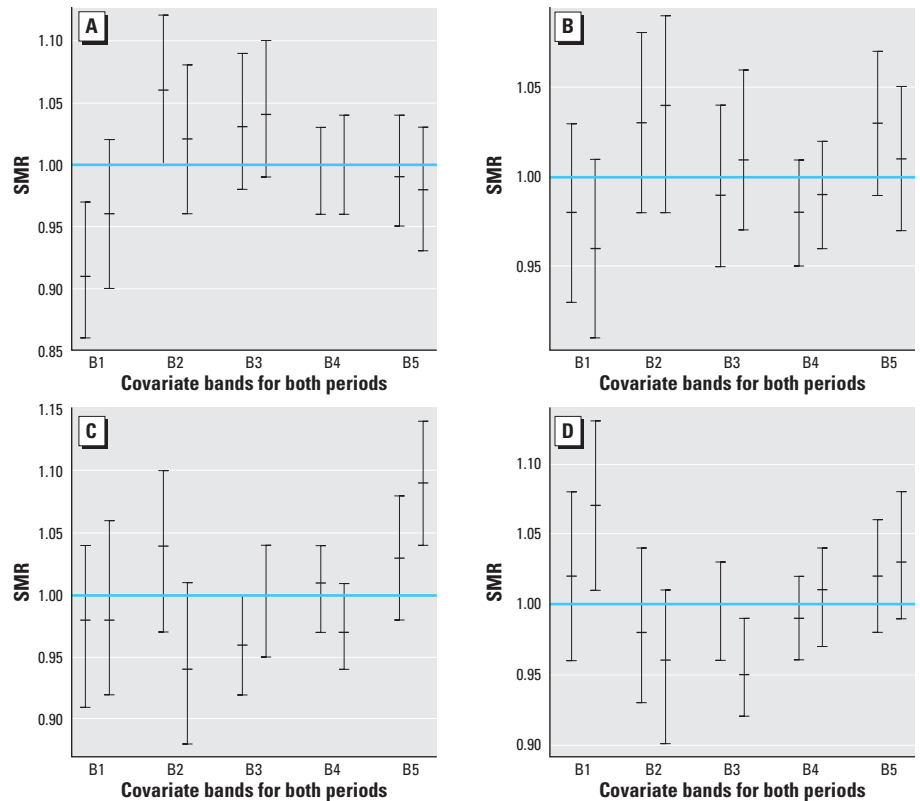 A
SMR
1.10
1.05
1.00
0.95
0.90
0.85
B1 B2 B3 B4 B5
Covariate bands for both periods
B
SMR
1.05
1.00
0.95
B1 B2 B3 B4 B5
Covariate bands for both periods
C
SMR
1.15
1.10
1.05
1.00
0.95
0.90
B1 B2 B3 B4 B5
Covariate bands for both periods
D
SMR
1.10
1.05
1.00
0.95
0.90
B1 B2 B3 B4 B5
Covariate bands for both periods